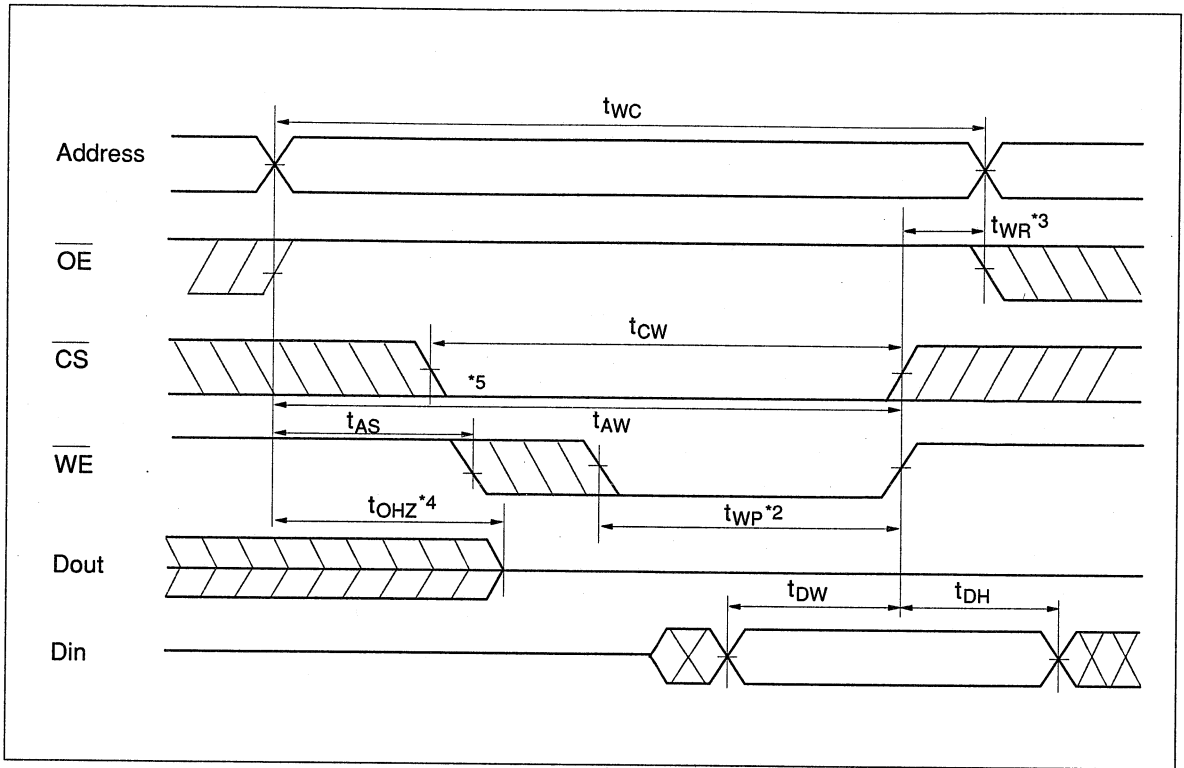 tWC
Address
tWR*3
OE
tCW
CS
*5
tAS
tAW
WE
tOHZ*4
tWP*2
Dout
tDW
tDH
Din